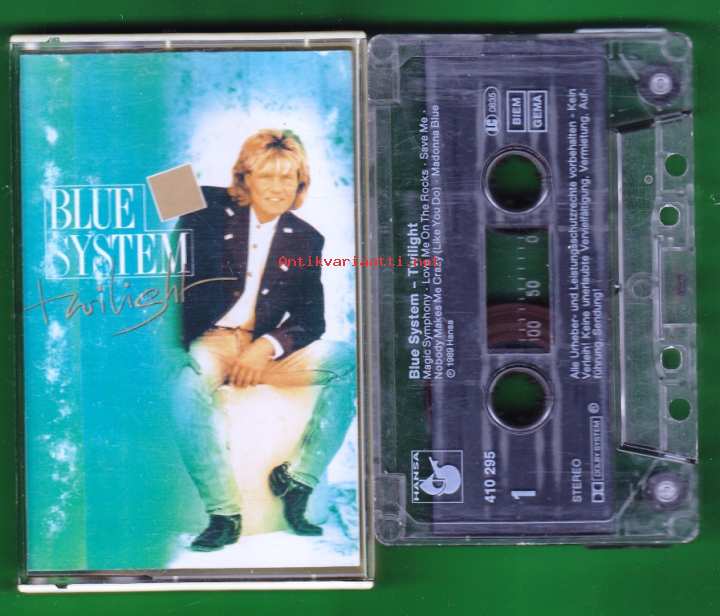 BLUE
SYSTEM
twilight
Antikvariaatti.net
Blue System – Twilight
Magic Symphony · Love Me On The Rocks · Save Me ·
Nobody Makes Me Crazy (Like You Do) · Madonna Blue
℗ 1989 Hansa
LC 0835
BIEM
GEMA
0
50
100
HANSA
410 295
1
Alle Urheber- und Leistungsschutzrechte vorbehalten · Kein
Verleih! Keine unerlaubte Vervielfältigung, Vermietung, Auf-
führung, Sendung!
STEREO
DOLBY SYSTEM